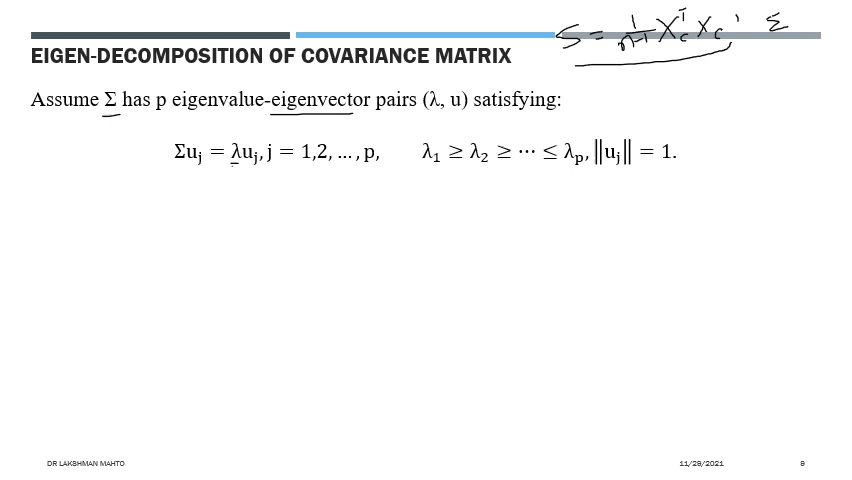 S = 1/n-1 X_c^T X_c, Σ
EIGEN-DECOMPOSITION OF COVARIANCE MATRIX
Assume Σ has p eigenvalue-eigenvector pairs (λ, u) satisfying:
Σu_j = λu_j, j = 1,2, … , p, λ_1 ≥ λ_2 ≥ ⋯ ≤ λ_p, ‖u_j‖ = 1.
DR LAKSHMAN MAHTO 11/29/2021 9